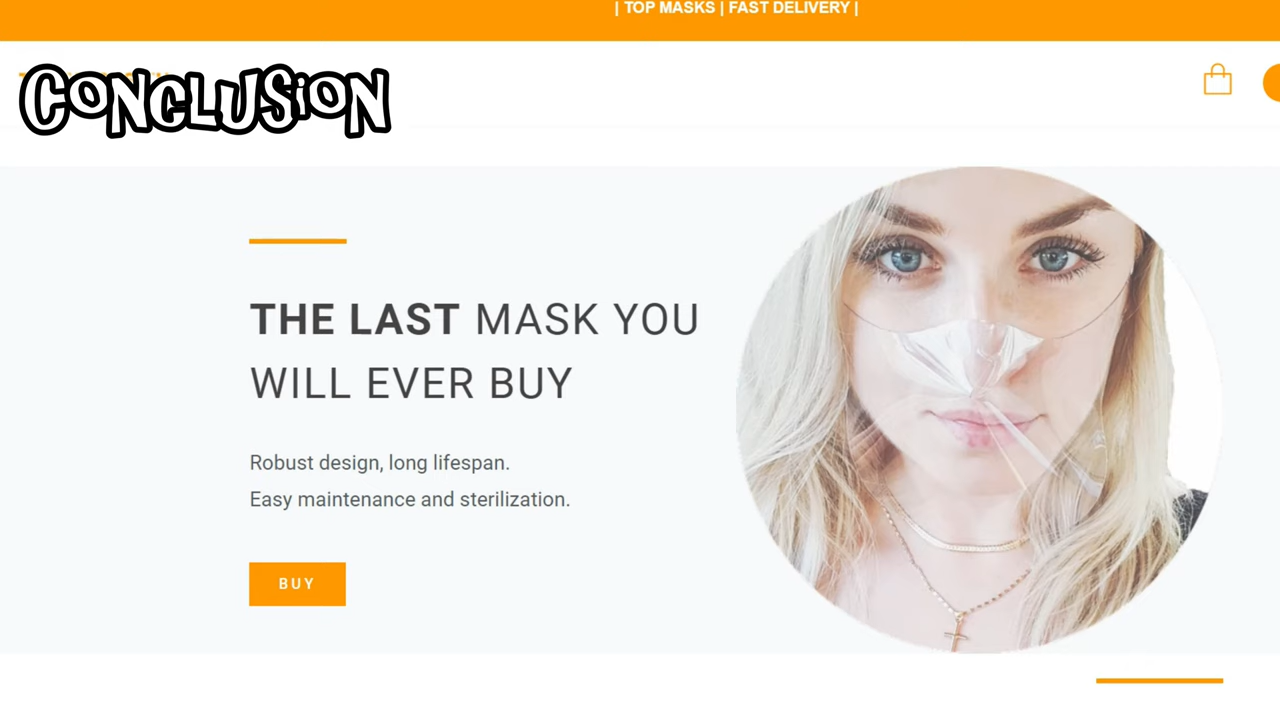 | TOP MASKS | FAST DELIVERY |
CONCLUSiON
THE LAST MASK YOU
WILL EVER BUY
Robust design, long lifespan.
Easy maintenance and sterilization.
BUY